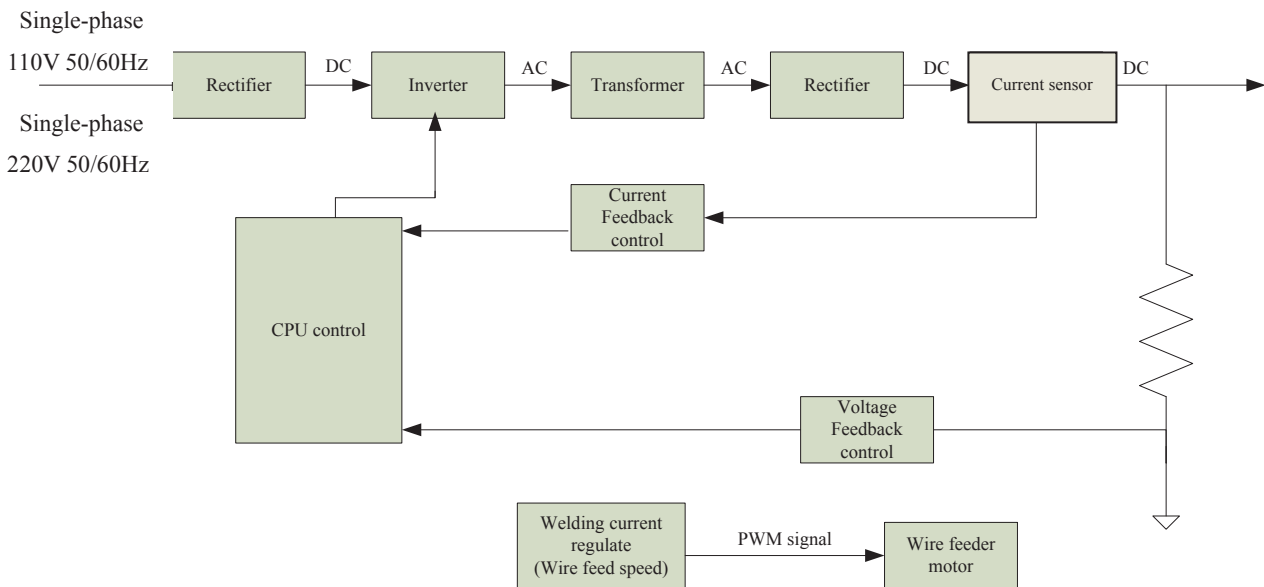 Single-phase
110V 50/60Hz
Single-phase
220V 50/60Hz
Rectifier
DC
Inverter
AC
Transformer
AC
Rectifier
DC
Current sensor
DC
Current
Feedback
control
CPU control
Voltage
Feedback
control
Welding current
regulate
(Wire feed speed)
PWM signal
Wire feeder
motor